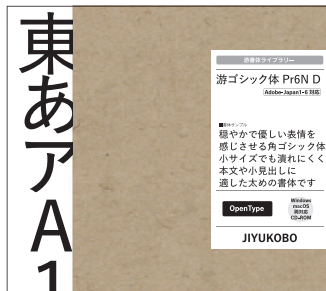 東
あ
ア
A
1
游書体ライブラリー
游ゴシック体 Pr6N D
Adobe-Japan1-6 対応
■書体サンプル
穏やかで優しい表情を
感じさせる角ゴシック体
小サイズでも潰れにくく
本文や小見出しに
適した太めの書体です
OpenType
Windows
macOS
両対応
CD-ROM
JIYUKOBO